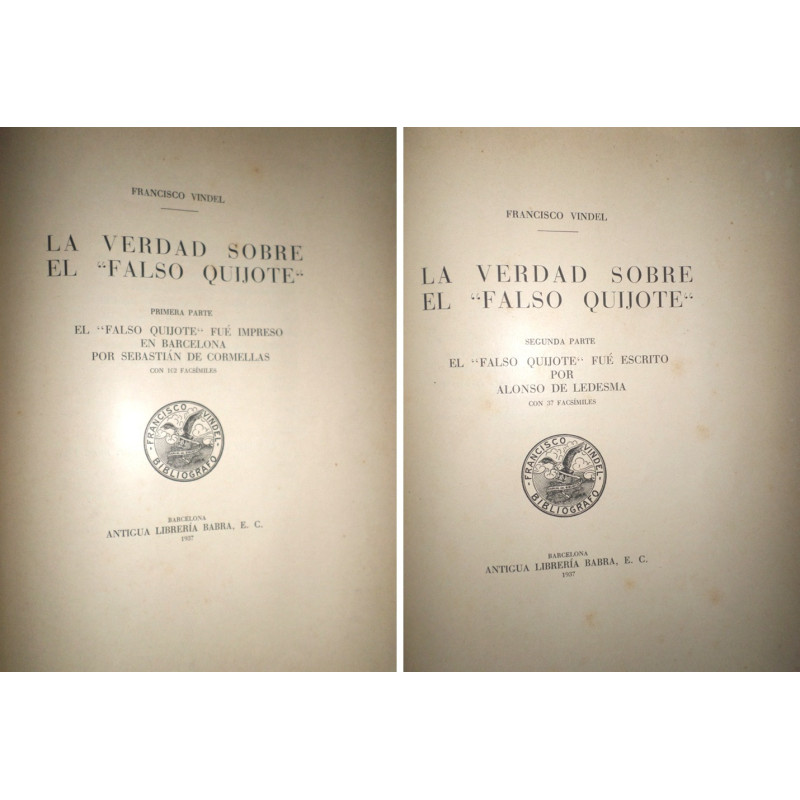 FRANCISCO VINDEL
LA VERDAD SOBRE
EL "FALSO QUIJOTE"
PRIMERA PARTE
EL "FALSO QUIJOTE" FUÉ IMPRESO
EN BARCELONA
POR SEBASTIÁN DE CORMELLAS
CON 102 FACSÍMILES
FRANCISCO VINDEL
BIBLIÓGRAFO
BARCELONA
ANTIGUA LIBRERÍA BABRA, E. C.
1937
FRANCISCO VINDEL
LA VERDAD SOBRE
EL "FALSO QUIJOTE"
SEGUNDA PARTE
EL "FALSO QUIJOTE" FUÉ ESCRITO
POR
ALONSO DE LEDESMA
CON 37 FACSÍMILES
FRANCISCO VINDEL
BIBLIÓGRAFO
BARCELONA
ANTIGUA LIBRERÍA BABRA, E. C.
1937